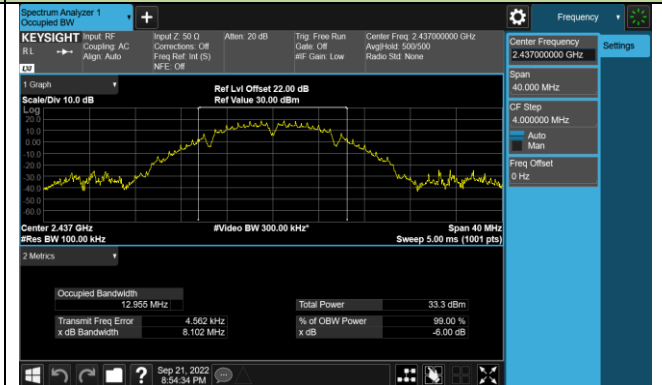 Spectrum Analyzer 1
Occupied BW
Frequency
KEYSIGHT
R L
LXI
Input: RF
Coupling: AC
Align: Auto
Input Z: 50 Ω
Corrections: Off
Freq Ref: Int (S)
NFE: Off
Atten: 20 dB
Trig: Free Run
Gate: Off
#IF Gain: Low
Center Freq: 2.437000000 GHz
Avg|Hold: 500/500
Radio Std: None
Center Frequency
2.437000000 GHz
Settings
Span
40.000 MHz
CF Step
4.000000 MHz
Auto
Man
Freq Offset
0 Hz
1 Graph
Scale/Div 10.0 dB
Ref Lvl Offset 22.00 dB
Ref Value 30.00 dBm
Log
20.0
10.0
0.00
-10.0
-20.0
-30.0
-40.0
-50.0
-60.0
Center 2.437 GHz
#Res BW 100.00 kHz
#Video BW 300.00 kHz*
Span 40 MHz
Sweep 5.00 ms (1001 pts)
2 Metrics
Occupied Bandwidth
12.955 MHz
Total Power 33.3 dBm
Transmit Freq Error 4.562 kHz
% of OBW Power 99.00 %
x dB Bandwidth 8.102 MHz
x dB -6.00 dB
Sep 21, 2022
8:54:34 PM